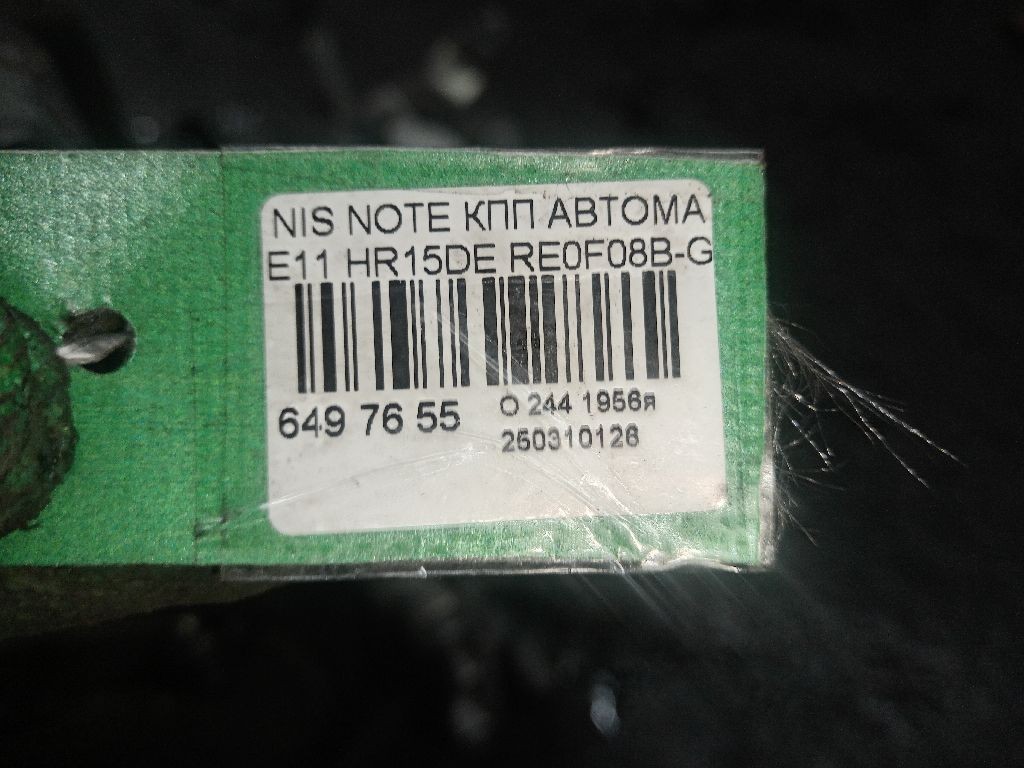 NIS NOTE КПП АВТОМА
E11 HR15DE RE0F08B-G
649 76 55
О 244 1956я
250310126